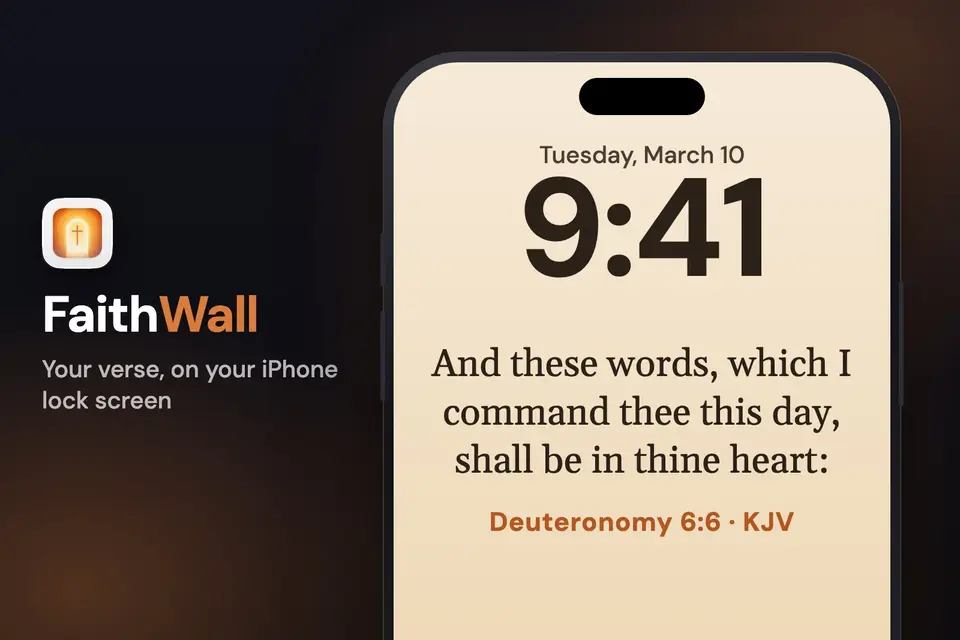 FaithWall
Your verse, on your iPhone
lock screen
Tuesday, March 10
9:41
And these words, which I
command thee this day,
shall be in thine heart:
Deuteronomy 6:6 · KJV